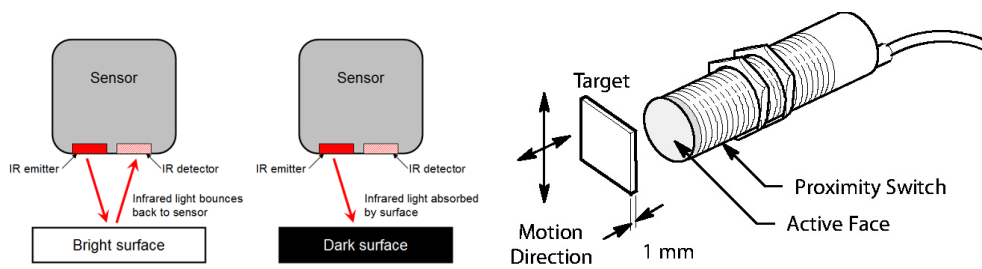 Sensor
IR emitter
IR detector
Infrared light bounces
back to sensor
Bright surface
Sensor
IR emitter
IR detector
Infrared light absorbed
by surface
Dark surface
Target
Proximity Switch
Active Face
Motion
Direction
1 mm